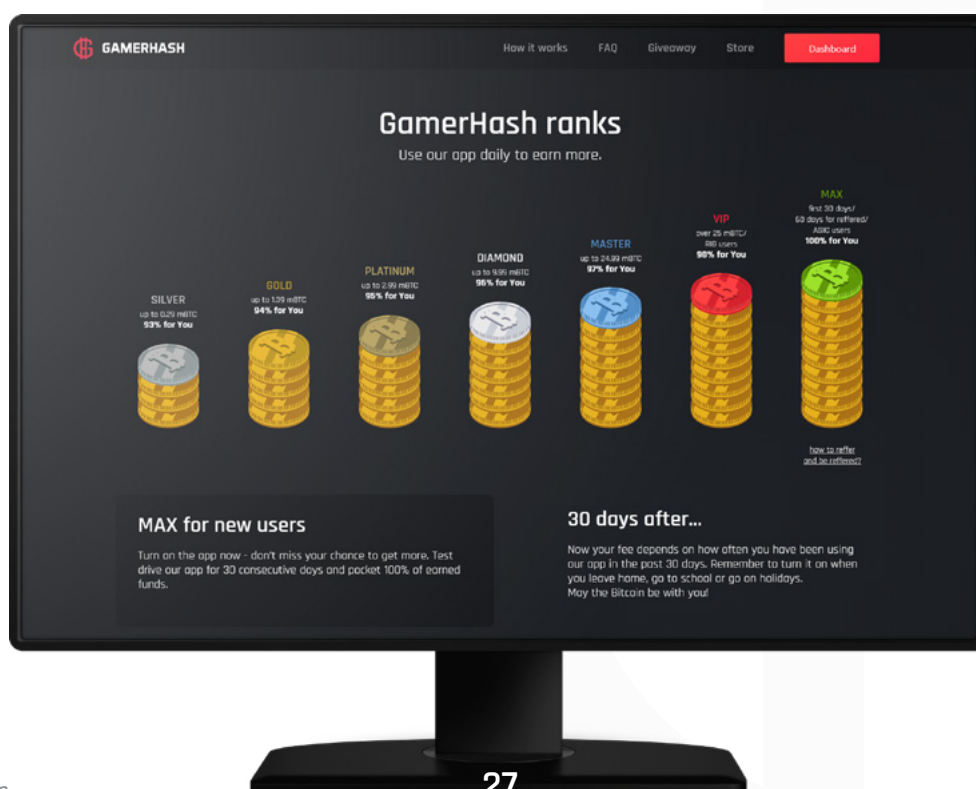 GAMERHASH
How it works
FAQ
Giveaway
Store
Dashboard
GamerHash ranks
Use our app daily to earn more.
SILVER
up to 0.29 mBTC
93% for You
GOLD
up to 1.39 mBTC
94% for You
PLATINUM
up to 2.99 mBTC
95% for You
DIAMOND
up to 9.99 mBTC
96% for You
MASTER
up to 24.99 mBTC
97% for You
VIP
over 25 mBTC/
RIG users
98% for You
MAX
first 30 days/
60 days for reffered/
ASIC users
100% for You
how to reffer
and be reffered?
MAX for new users
Turn on the app now - don't miss your chance to get more. Test
drive our app for 30 consecutive days and pocket 100% of earned
funds.
30 days after...
Now your fee depends on how often you have been using
our app in the past 30 days. Remember to turn it on when
you leave home, go to school or go on holidays.
May the Bitcoin be with you!
27